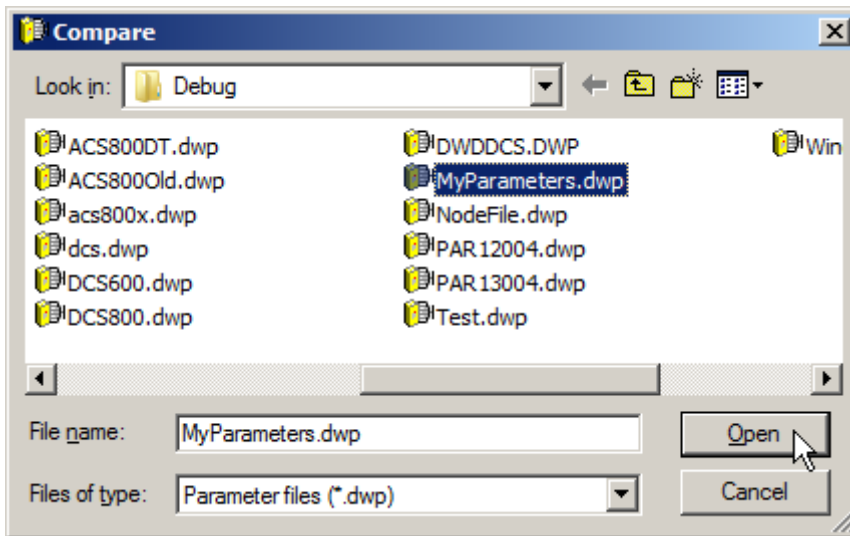 Compare
Look in: Debug
ACS800DT.dwp
ACS800Old.dwp
acs800x.dwp
dcs.dwp
DCS600.dwp
DCS800.dwp
DWDDCS.DWP
MyParameters.dwp
NodeFile.dwp
PAR12004.dwp
PAR13004.dwp
Test.dwp
Win
File name: MyParameters.dwp
Open
Files of type: Parameter files (*.dwp)
Cancel